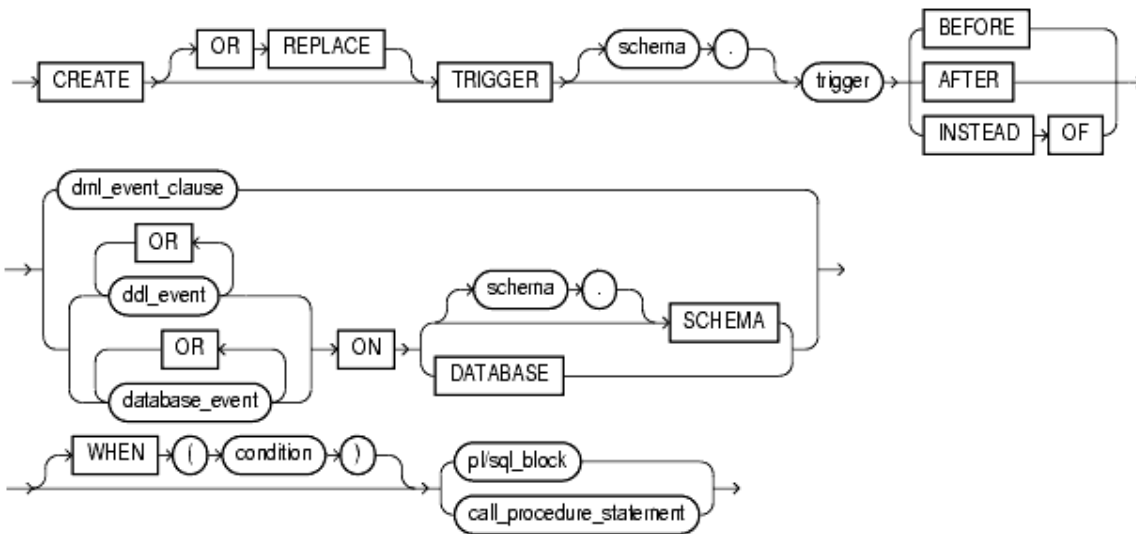 OR REPLACE schema . BEFORE
CREATE TRIGGER trigger AFTER
INSTEAD OF
dml_event_clause
OR
ddl_event schema .
OR ON SCHEMA
database_event DATABASE
WHEN ( condition ) pl/sql_block
call_procedure_statement